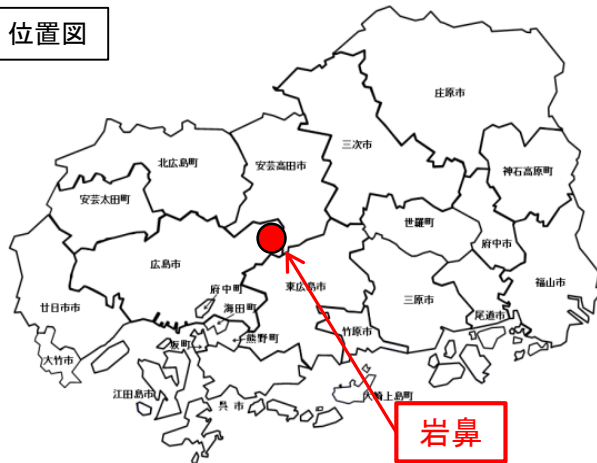 位置図
庄原市
三次市
北広島町
安芸高田市
神石高原町
安芸太田町
世羅町
府中市
広島市
東広島市
福山市
府中町
三原市
廿日市市
海田町
尾道市
竹原市
坂町
熊野町
大竹市
江田島市
大崎上島町
呉市
岩鼻